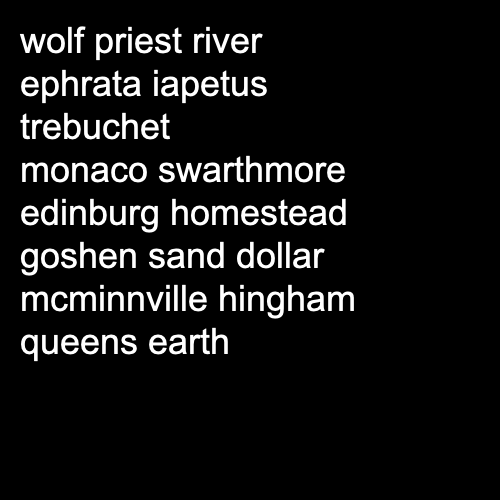 wolf priest river
ephrata iapetus
trebuchet
monaco swarthmore
edinburg homestead
goshen sand dollar
mcminnville hingham
queens earth